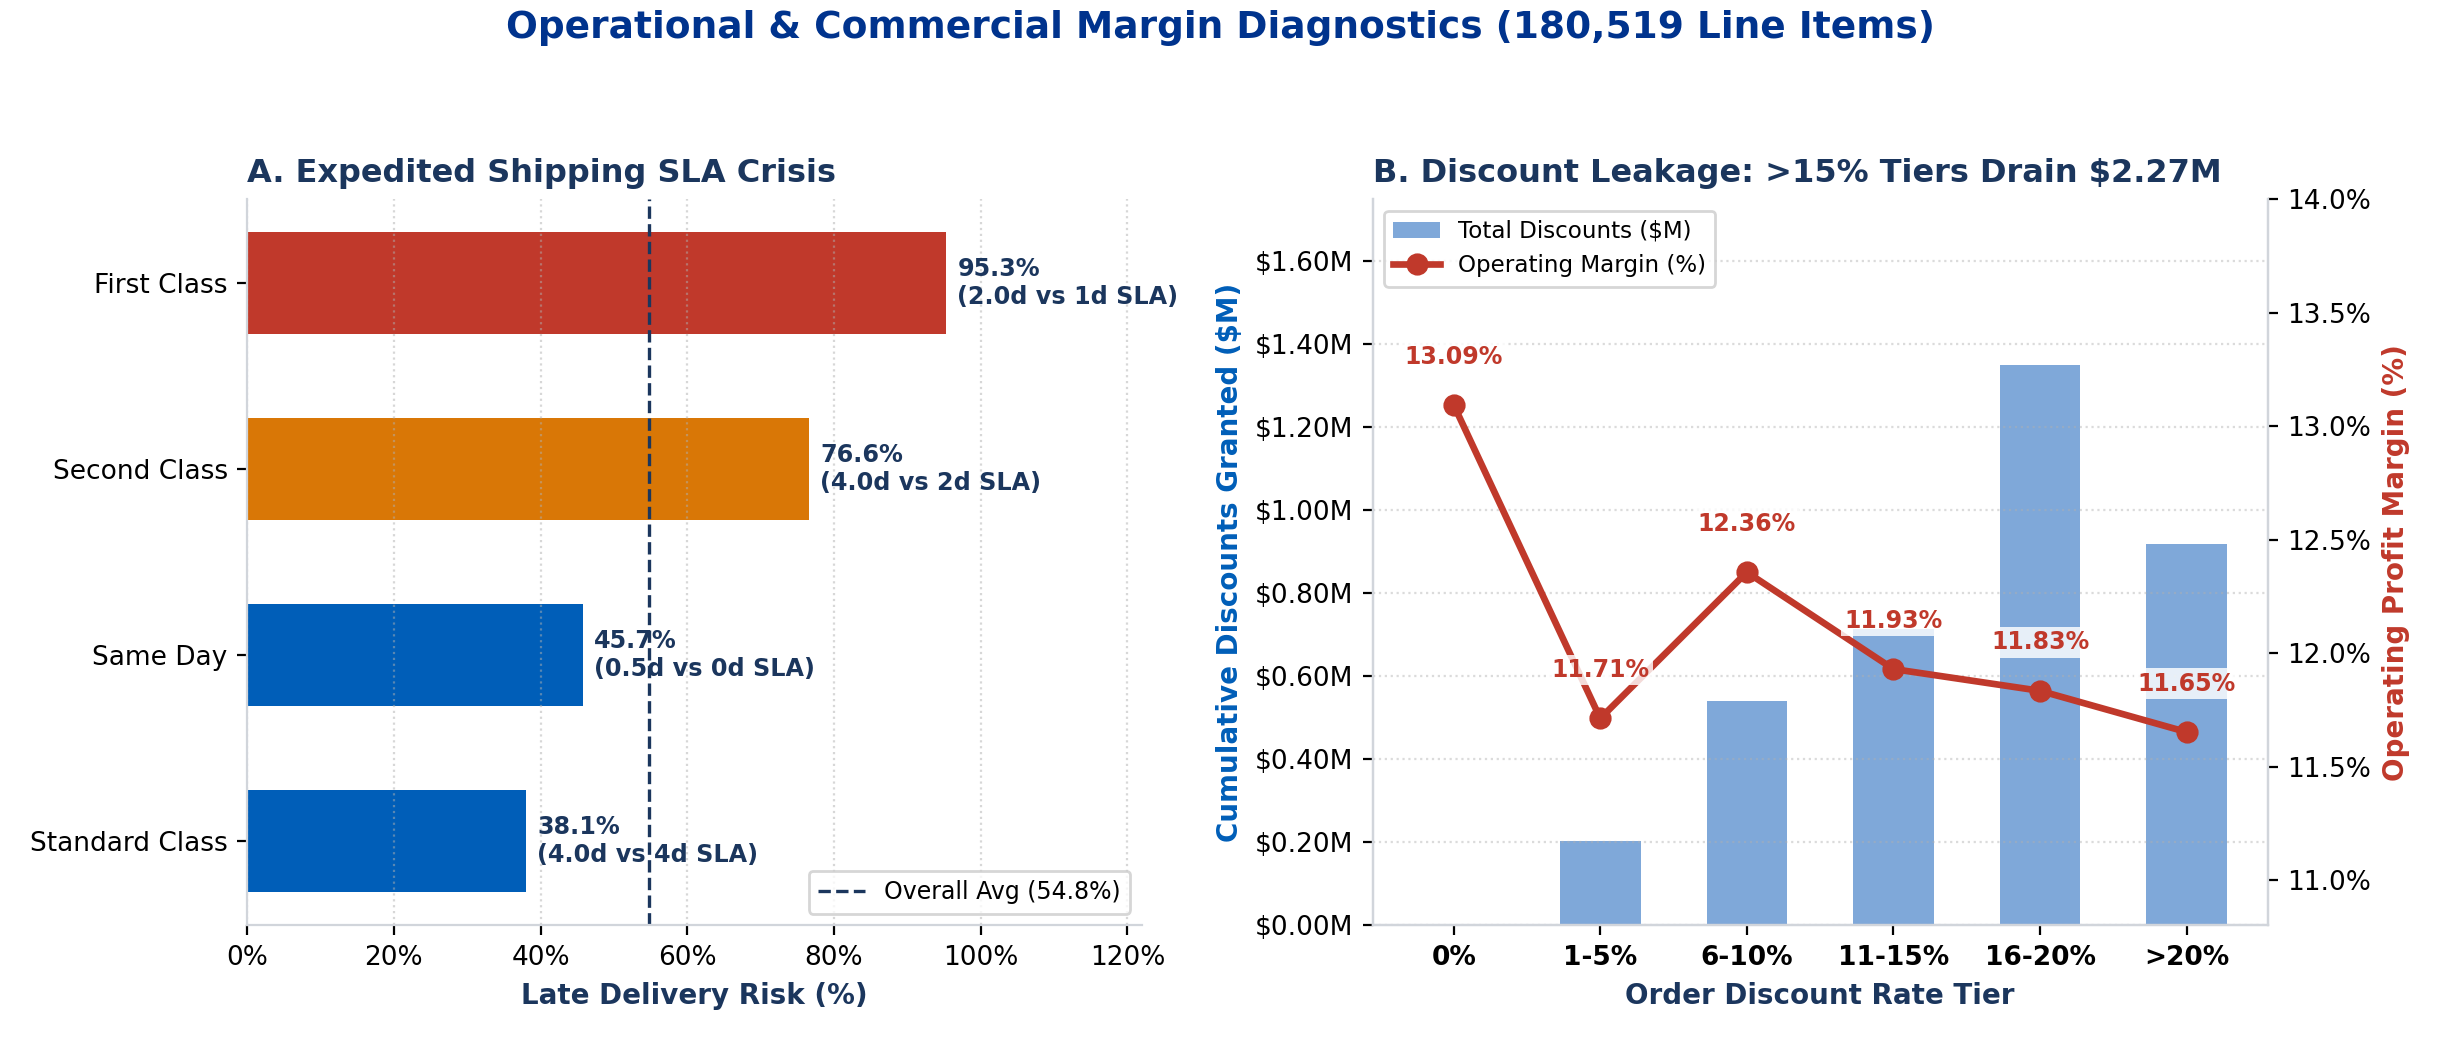 Operational & Commercial Margin Diagnostics (180,519 Line Items)
A. Expedited Shipping SLA Crisis
First Class
95.3%
(2.0d vs 1d SLA)
Second Class
76.6%
(4.0d vs 2d SLA)
Same Day
45.7%
(0.5d vs 0d SLA)
Standard Class
38.1%
(4.0d vs 4d SLA)
Overall Avg (54.8%)
0%
20%
40%
60%
80%
100%
120%
Late Delivery Risk (%)
B. Discount Leakage: >15% Tiers Drain $2.27M
Total Discounts ($M)
Operating Margin (%)
Cumulative Discounts Granted ($M)
$1.60M
$1.40M
$1.20M
$1.00M
$0.80M
$0.60M
$0.40M
$0.20M
$0.00M
13.09%
11.71%
12.36%
11.93%
11.83%
11.65%
14.0%
13.5%
13.0%
12.5%
12.0%
11.5%
11.0%
Operating Profit Margin (%)
0%
1-5%
6-10%
11-15%
16-20%
>20%
Order Discount Rate Tier